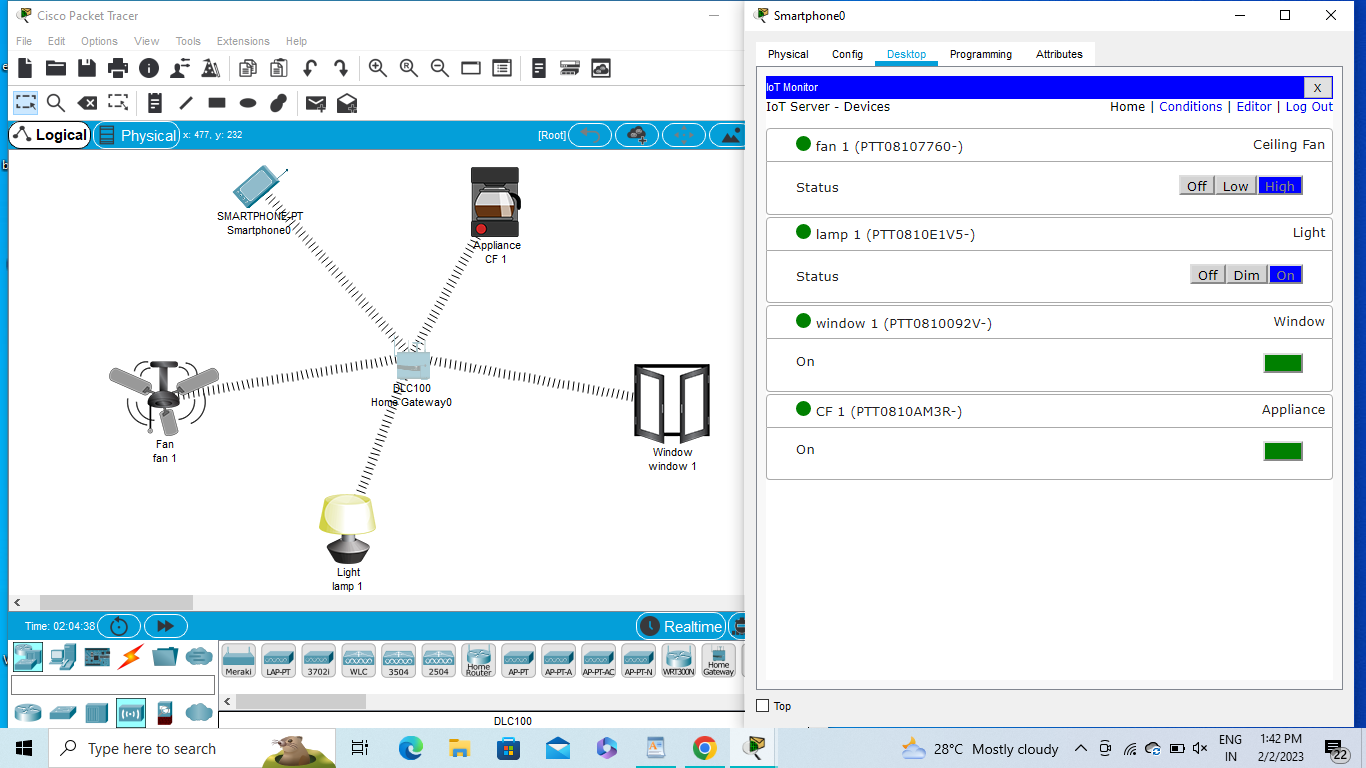 Cisco Packet Tracer
File Edit Options View Tools Extensions Help
Logical
Physical
x: 477, y: 232
[Root]
SMARTPHONE-PT
Smartphone0
Appliance
CF 1
DLC100
Home Gateway0
Fan
fan 1
Window
window 1
Light
lamp 1
Time: 02:04:38
Realtime
Meraki LAP-PT 3702i WLC 3504 2504 Home Router AP-PT AP-PT-A AP-PT-AC AP-PT-N WRT300N Home Gateway
DLC100
Smartphone0
Physical Config Desktop Programming Attributes
IoT Monitor X
IoT Server - Devices Home | Conditions | Editor | Log Out
fan 1 (PTT08107760-) Ceiling Fan
Status Off Low High
lamp 1 (PTT0810E1V5-) Light
Status Off Dim On
window 1 (PTT0810092V-) Window
On
CF 1 (PTT0810AM3R-) Appliance
On
Top
Type here to search
28°C Mostly cloudy
ENG
IN
1:42 PM
2/2/2023
22